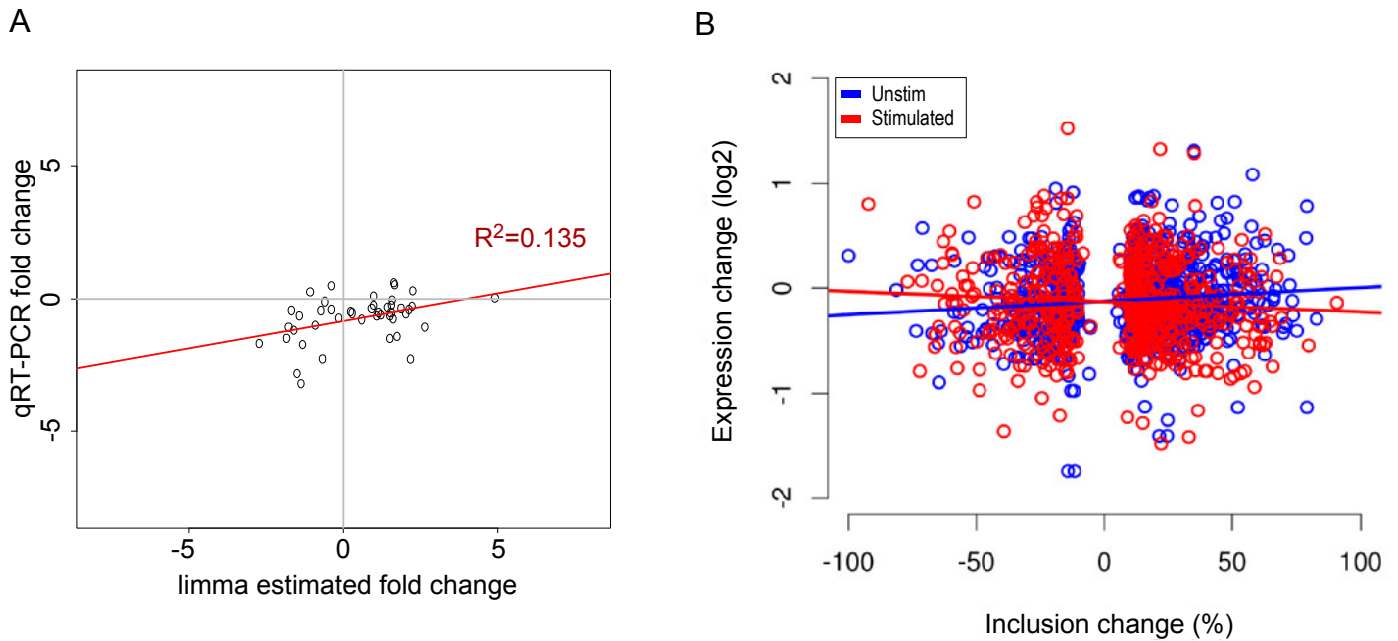 A
qRT-PCR fold change
5
0
-5
R²=0.135
-5
0
5
limma estimated fold change
B
Unstim
Stimulated
Expression change (log2)
2
1
0
-1
-2
-100
-50
0
50
100
Inclusion change (%)